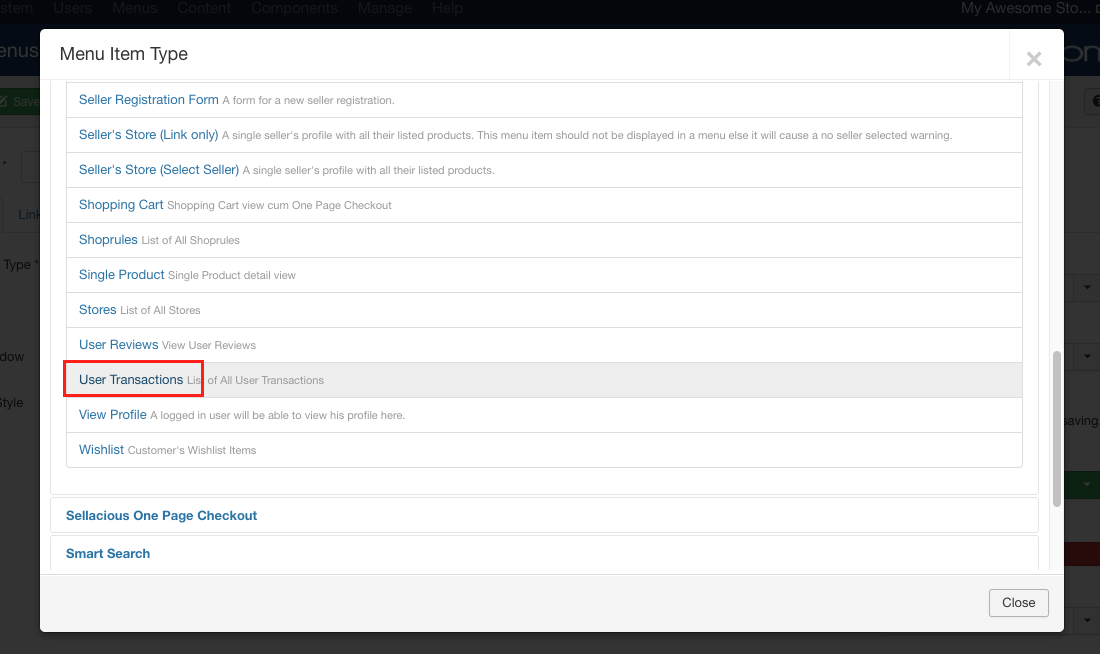 stem Users Menus Content Components Manage Help My Awesome Sto...
enus
Menu Item Type
Save
Seller Registration Form A form for a new seller registration.
Seller's Store (Link only) A single seller's profile with all their listed products. This menu item should not be displayed in a menu else it will cause a no seller selected warning.
*
Seller's Store (Select Seller) A single seller's profile with all their listed products.
Shopping Cart Shopping Cart view cum One Page Checkout
Link
Shoprules List of All Shoprules
Type *
Single Product Single Product detail view
Stores List of All Stores
User Reviews View User Reviews
dow
User Transactions List of All User Transactions
Style
View Profile A logged in user will be able to view his profile here.
saving
Wishlist Customer's Wishlist Items
Sellacious One Page Checkout
Smart Search
Close